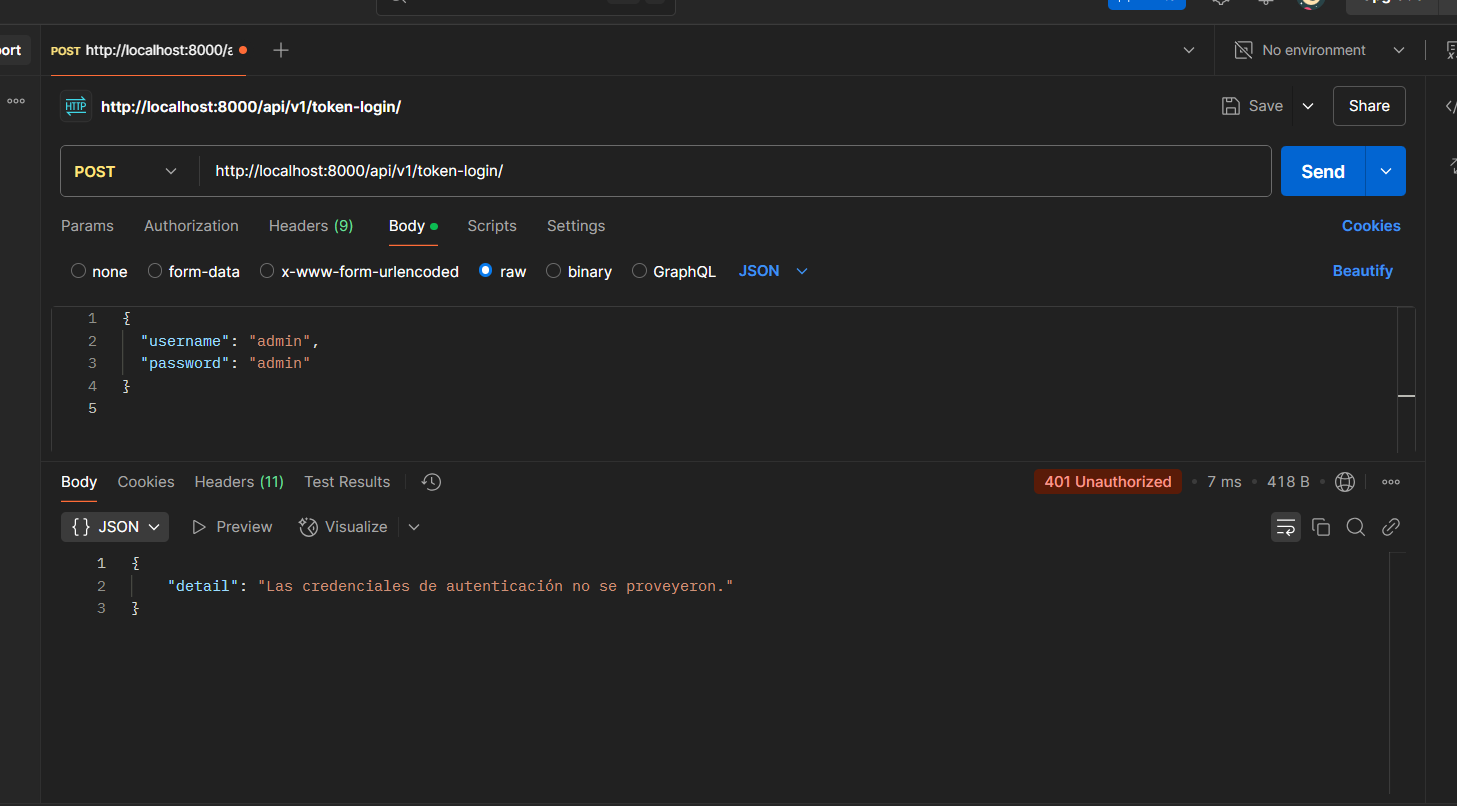 ort
POST http://localhost:8000/a
No environment
HTTP http://localhost:8000/api/v1/token-login/
Save
Share
POST
http://localhost:8000/api/v1/token-login/
Send
Params
Authorization
Headers (9)
Body
Scripts
Settings
Cookies
none
form-data
x-www-form-urlencoded
raw
binary
GraphQL
JSON
Beautify
1 {
2 "username": "admin",
3 "password": "admin"
4 }
5
Body
Cookies
Headers (11)
Test Results
401 Unauthorized
7 ms
418 B
{} JSON
Preview
Visualize
1 {
2 "detail": "Las credenciales de autenticación no se proveyeron."
3 }